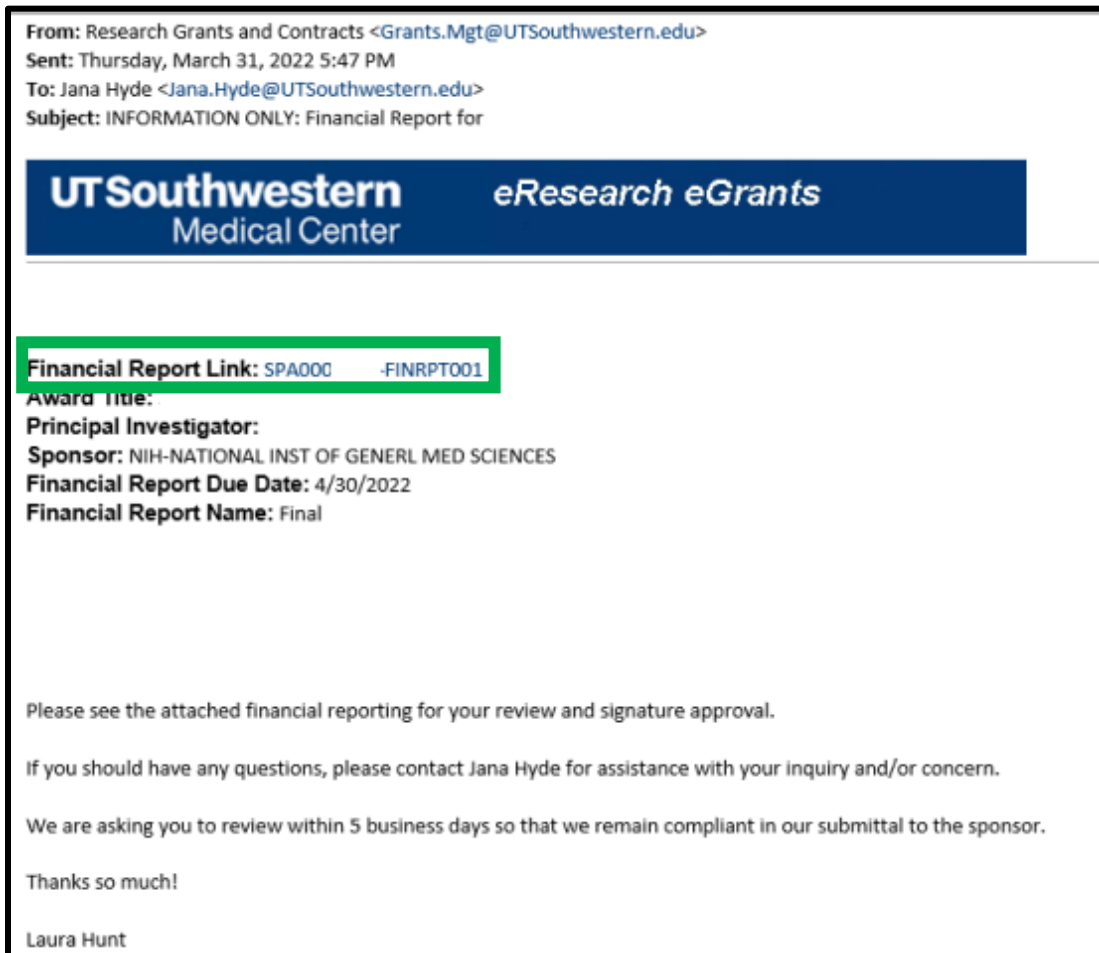 From: Research Grants and Contracts <Grants.Mgt@UTSouthwestern.edu>
Sent: Thursday, March 31, 2022 5:47 PM
To: Jana Hyde <Jana.Hyde@UTSouthwestern.edu>
Subject: INFORMATION ONLY: Financial Report for
UTSouthwestern eResearch eGrants
Medical Center
Financial Report Link: SPA000 -FINRPT001
Award Title:
Principal Investigator:
Sponsor: NIH-NATIONAL INST OF GENERL MED SCIENCES
Financial Report Due Date: 4/30/2022
Financial Report Name: Final
Please see the attached financial reporting for your review and signature approval.
If you should have any questions, please contact Jana Hyde for assistance with your inquiry and/or concern.
We are asking you to review within 5 business days so that we remain compliant in our submittal to the sponsor.
Thanks so much!
Laura Hunt